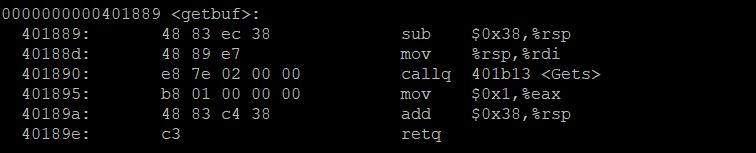 0000000000401889 <getbuf>:
401889: 48 83 ec 38 sub $0x38,%rsp
40188d: 48 89 e7 mov %rsp,%rdi
401890: e8 7e 02 00 00 callq 401b13 <Gets>
401895: b8 01 00 00 00 mov $0x1,%eax
40189a: 48 83 c4 38 add $0x38,%rsp
40189e: c3 retq